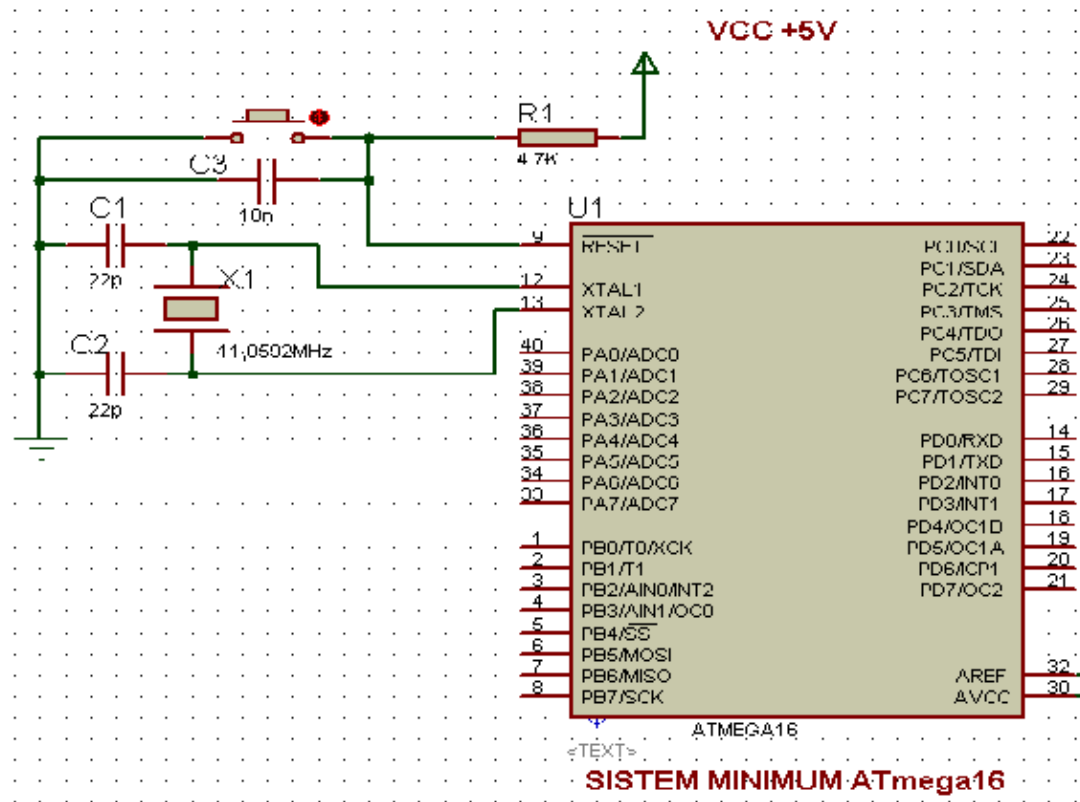 VCC +5V
R1
4.7K
C3
10n
C1
22p
X1
C2
22p
U1
9
RESET
12
XTAL1
13
XTAL2
40
PA0/ADC0
39
PA1/ADC1
38
PA2/ADC2
37
PA3/ADC3
36
PA4/ADC4
35
PA5/ADC5
34
PA6/ADC6
33
PA7/ADC7
1
PB0/T0/XCK
2
PB1/T1
3
PB2/AIN0/INT2
4
PB3/AIN1/OC0
5
PB4/SS
6
PB5/MOSI
7
PB6/MISO
8
PB7/SCK
PC0/SCL
22
PC1/SDA
23
PC2/TCK
24
PC3/TMS
25
PC4/TDO
26
PC5/TDI
27
PC6/TOSC1
28
PC7/TOSC2
29
PD0/RXD
14
PD1/TXD
15
PD2/INT0
16
PD3/INT1
17
18
PD5/OC1A
19
PD6/ICP1
20
PD7/OC2
21
AREF
32
AVCC
30
ATMEGA16
<TEXT>
SISTEM MINIMUM ATmega16